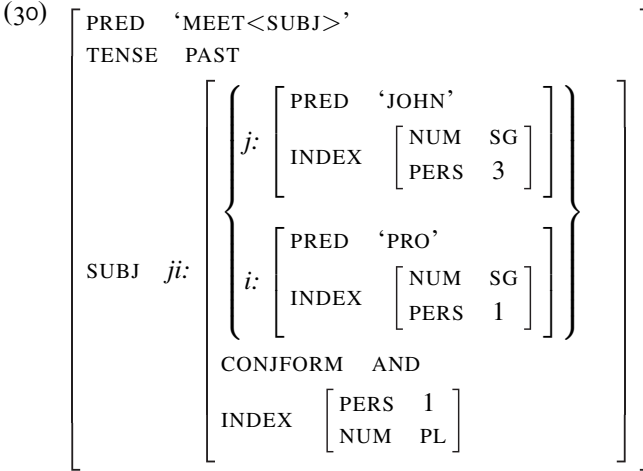 (30)
PRED ‘MEET<SUBJ>’
TENSE PAST
j: PRED ‘JOHN’
INDEX NUM SG
PERS 3
SUBJ ji:
i: PRED ‘PRO’
INDEX NUM SG
PERS 1
CONJFORM AND
INDEX PERS 1
NUM PL